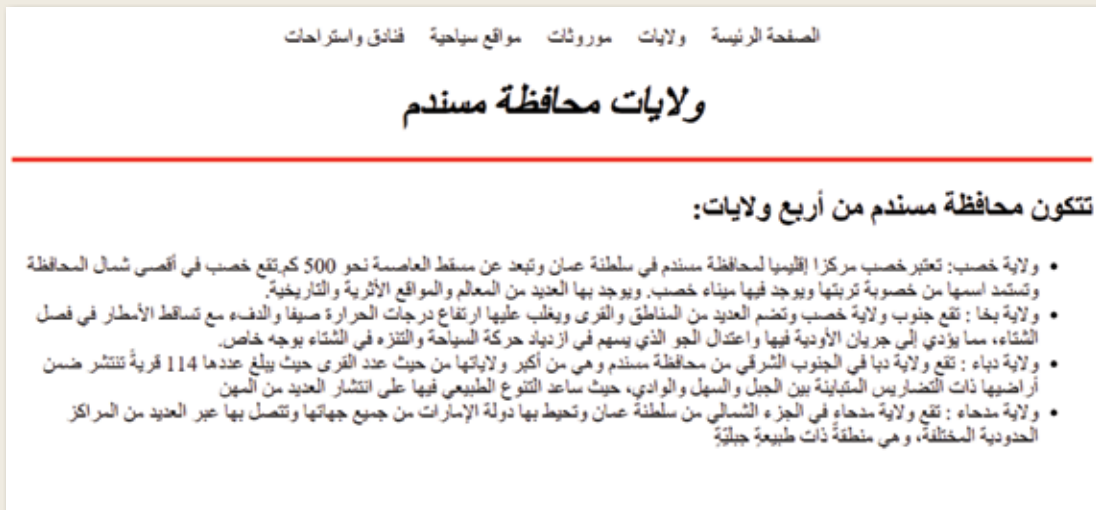 الصفحة الرئيسة ولايات موروثات مواقع سياحية فنادق واستراحات
ولايات محافظة مسندم
تتكون محافظة مسندم من أربع ولايات:
• ولاية خصب: تعتبرخصب مركزا إقليميا لمحافظة مسندم في سلطنة عمان وتبعد عن مسقط العاصمة نحو 500 كم.تقع خصب في أقصى شمال المحافظة
وتستمد اسمها من خصوبة تربتها ويوجد فيها ميناء خصب. ويوجد بها العديد من المعالم والمواقع الأثرية والتاريخية.
• ولاية بخا : تقع جنوب ولاية خصب وتضم العديد من المناطق والقرى ويغلب عليها ارتفاع درجات الحرارة صيفا والدفء مع تساقط الأمطار في فصل
الشتاء، مما يؤدي إلى جريان الأودية فيها واعتدال الجو الذي يسهم في ازدياد حركة السياحة والتنزه في الشتاء بوجه خاص.
• ولاية دباء : تقع ولاية دبا في الجنوب الشرقي من محافظة مسندم وهي من أكبر ولاياتها من حيث عدد القرى حيث يبلغ عددها 114 قريةً تنتشر ضمن
أراضيها ذات التضاريس المتباينة بين الجبل والسهل والوادي، حيث ساعد التنوع الطبيعي فيها على انتشار العديد من المهن
• ولاية مدحاء : تقع ولاية مدحاء في الجزء الشمالي من سلطنةً عمان وتحيط بها دولة الإمارات من جميع جهاتها وتتصل بها عبر العديد من المراكز
الحدودية المختلفة، وهي منطقةً ذات طبيعةٍ جبليّةٍ